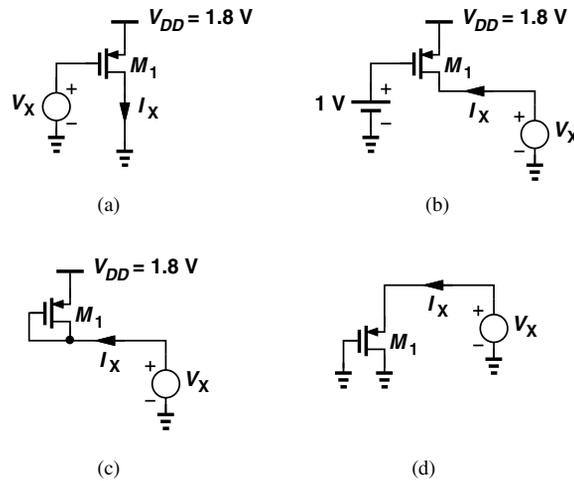 V_DD = 1.8 V
M_1
V_X
+
−
I_X
(a)
V_DD = 1.8 V
M_1
1 V
+
−
I_X
+
−
V_X
(b)
V_DD = 1.8 V
M_1
I_X
+
−
V_X
(c)
I_X
M_1
+
−
V_X
(d)